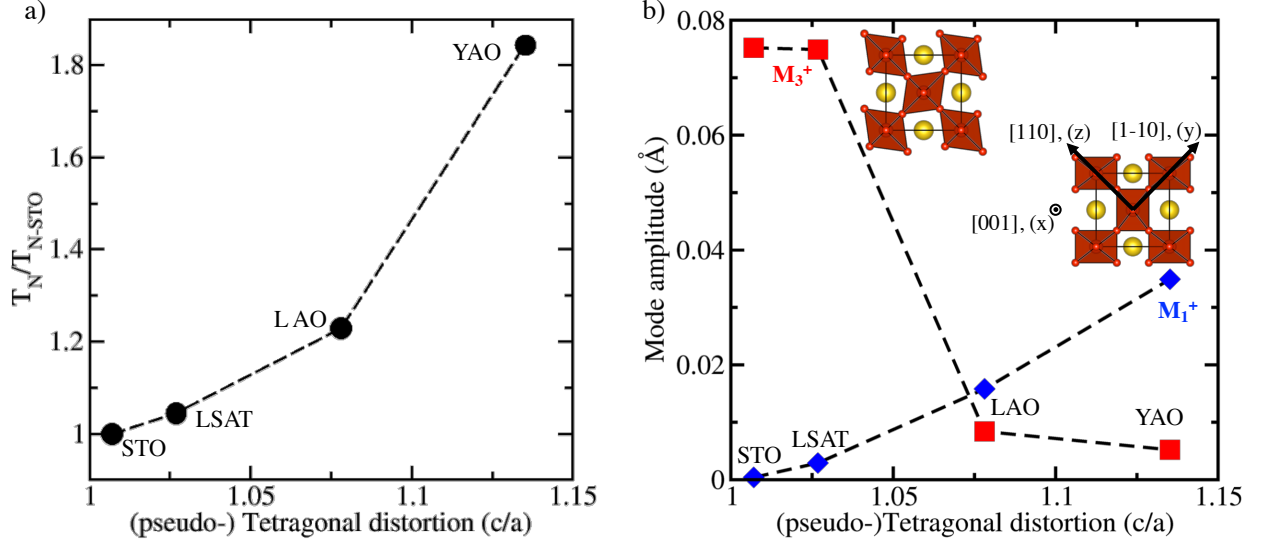 a)
T_N/T_N-STO
1.8
1.6
1.4
1.2
1
YAO
L AO
LSAT
STO
1
1.05
1.1
1.15
(pseudo-) Tetragonal distortion (c/a)
b)
Mode amplitude (Å)
0.08
0.06
0.04
0.02
0
M₃⁺
[110], (z)
[1-10], (y)
[001], (x)
M₁⁺
LAO
YAO
LSAT
STO
1
1.05
1.1
1.15
(pseudo-)Tetragonal distortion (c/a)